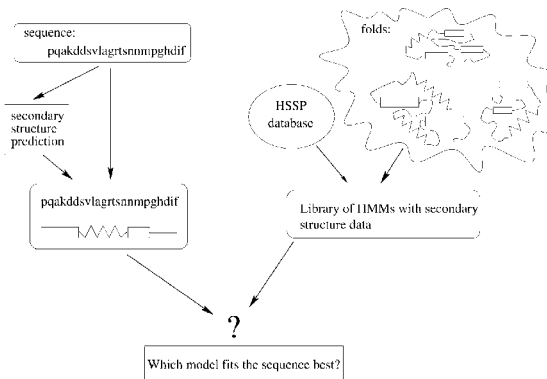 sequence:
pqakddsvlagrtsnnmpghdif
folds:
secondary
structure
prediction
HSSP
database
pqakddsvlagrtsnnmpghdif
Library of HMMs with secondary
structure data
?
Which model fits the sequence best?